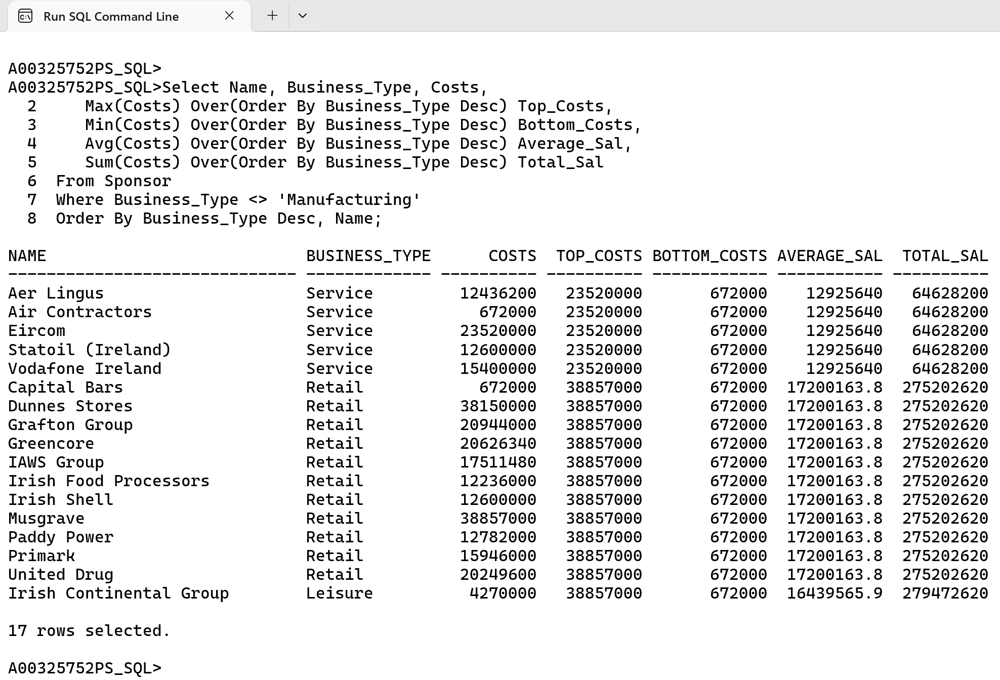 Run SQL Command Line
A00325752PS_SQL>
A00325752PS_SQL>Select Name, Business_Type, Costs,
  2     Max(Costs) Over(Order By Business_Type Desc) Top_Costs,
  3     Min(Costs) Over(Order By Business_Type Desc) Bottom_Costs,
  4     Avg(Costs) Over(Order By Business_Type Desc) Average_Sal,
  5     Sum(Costs) Over(Order By Business_Type Desc) Total_Sal
  6  From Sponsor
  7  Where Business_Type <> 'Manufacturing'
  8  Order By Business_Type Desc, Name;
NAME                           BUSINESS_TYPE      COSTS  TOP_COSTS BOTTOM_COSTS AVERAGE_SAL  TOTAL_SAL
------------------------------ ------------- ---------- ---------- ------------ ----------- ----------
Aer Lingus                     Service         12436200   23520000       672000    12925640   64628200
Air Contractors                Service           672000   23520000       672000    12925640   64628200
Eircom                         Service         23520000   23520000       672000    12925640   64628200
Statoil (Ireland)              Service         12600000   23520000       672000    12925640   64628200
Vodafone Ireland               Service         15400000   23520000       672000    12925640   64628200
Capital Bars                   Retail            672000   38857000       672000  17200163.8  275202620
Dunnes Stores                  Retail          38150000   38857000       672000  17200163.8  275202620
Grafton Group                  Retail          20944000   38857000       672000  17200163.8  275202620
Greencore                      Retail          20626340   38857000       672000  17200163.8  275202620
IAWS Group                     Retail          17511480   38857000       672000  17200163.8  275202620
Irish Food Processors          Retail          12236000   38857000       672000  17200163.8  275202620
Irish Shell                    Retail          12600000   38857000       672000  17200163.8  275202620
Musgrave                       Retail          38857000   38857000       672000  17200163.8  275202620
Paddy Power                    Retail          12782000   38857000       672000  17200163.8  275202620
Primark                        Retail          15946000   38857000       672000  17200163.8  275202620
United Drug                    Retail          20249600   38857000       672000  17200163.8  275202620
Irish Continental Group        Leisure          4270000   38857000       672000  16439565.9  279472620
17 rows selected.
A00325752PS_SQL>